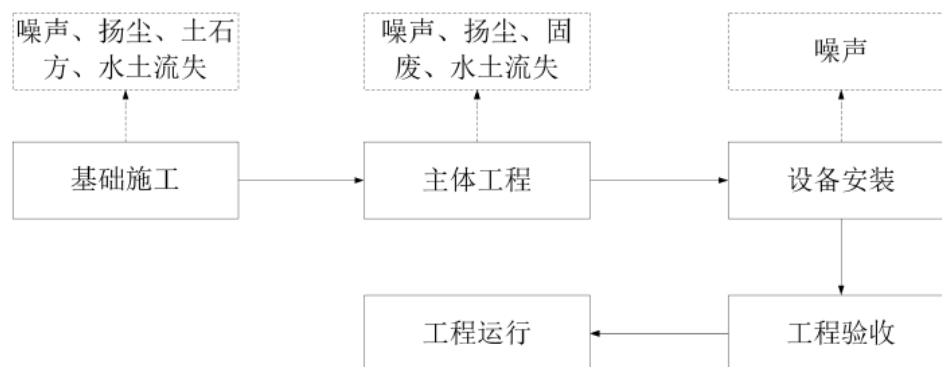 噪声、扬尘、土石
方、水土流失
噪声、扬尘、固
废、水土流失
噪声
基础施工
主体工程
设备安装
工程运行
工程验收